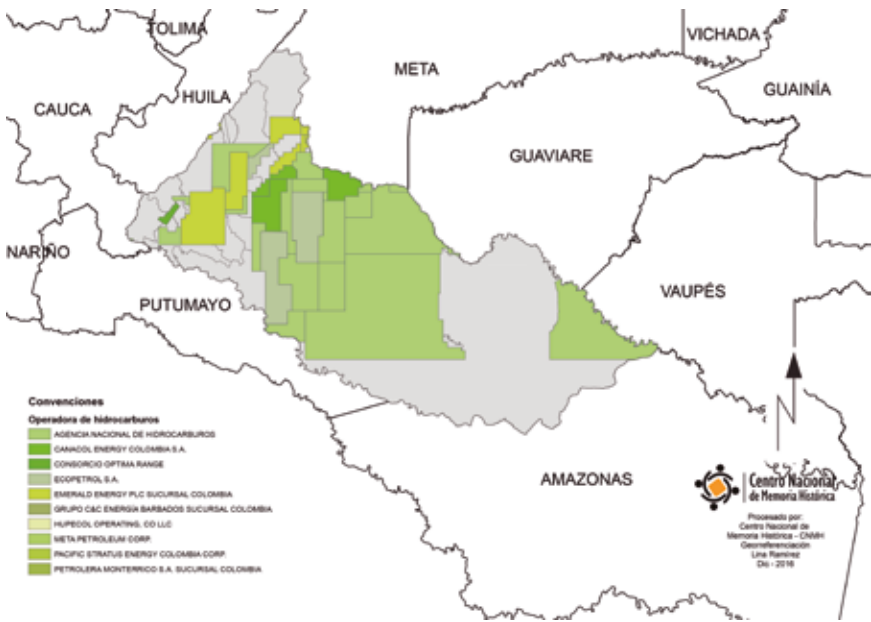 TOLIMA
VICHADA
META
CAUCA
HUILA
GUAINÍA
GUAVIARE
NARIÑO
VAUPÉS
PUTUMAYO
AMAZONAS
Convenciones
Operadora de hidrocarburos
AGENCIA NACIONAL DE HIDROCARBUROS
CANACOL ENERGY COLOMBIA S.A.
CONSORCIO OPTIMA RANGE
ECOPETROL S.A.
EMERALD ENERGY PLC SUCURSAL COLOMBIA
GRUPO C&C ENERGÍA BARBADOS SUCURSAL COLOMBIA
HUPECOL OPERATING, CO LLC
META PETROLEUM CORP.
PACIFIC STRATUS ENERGY COLOMBIA CORP.
PETROLERA MONTERRICO S.A. SUCURSAL COLOMBIA
N
Centro Nacional
de Memoria Histórica
Procesado por:
Centro Nacional de
Memoria Histórica - CNMH
Georreferenciación
Lina Ramírez
Dic - 2016